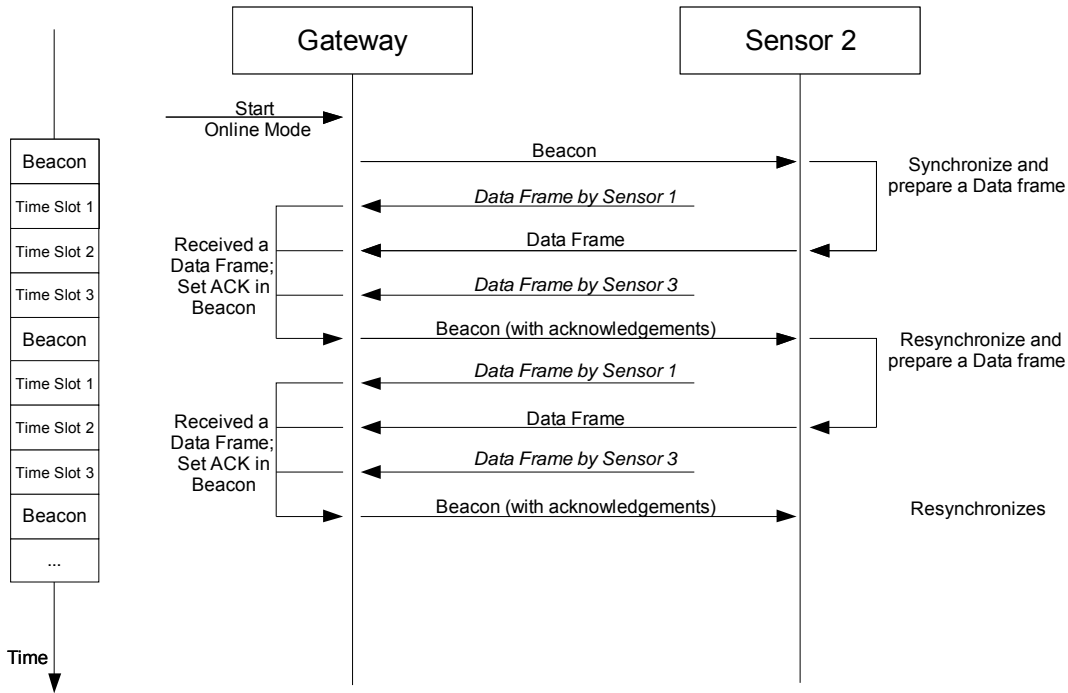 Gateway
Sensor 2
Start
Online Mode
Beacon
Beacon
Synchronize and
prepare a Data frame
Time Slot 1
Data Frame by Sensor 1
Time Slot 2
Received a
Data Frame;
Set ACK in
Beacon
Data Frame
Time Slot 3
Data Frame by Sensor 3
Beacon
Beacon (with acknowledgements)
Resynchronize and
prepare a Data frame
Time Slot 1
Data Frame by Sensor 1
Time Slot 2
Received a
Data Frame;
Set ACK in
Beacon
Data Frame
Time Slot 3
Data Frame by Sensor 3
Beacon
Beacon (with acknowledgements)
Resynchronizes
...
Time